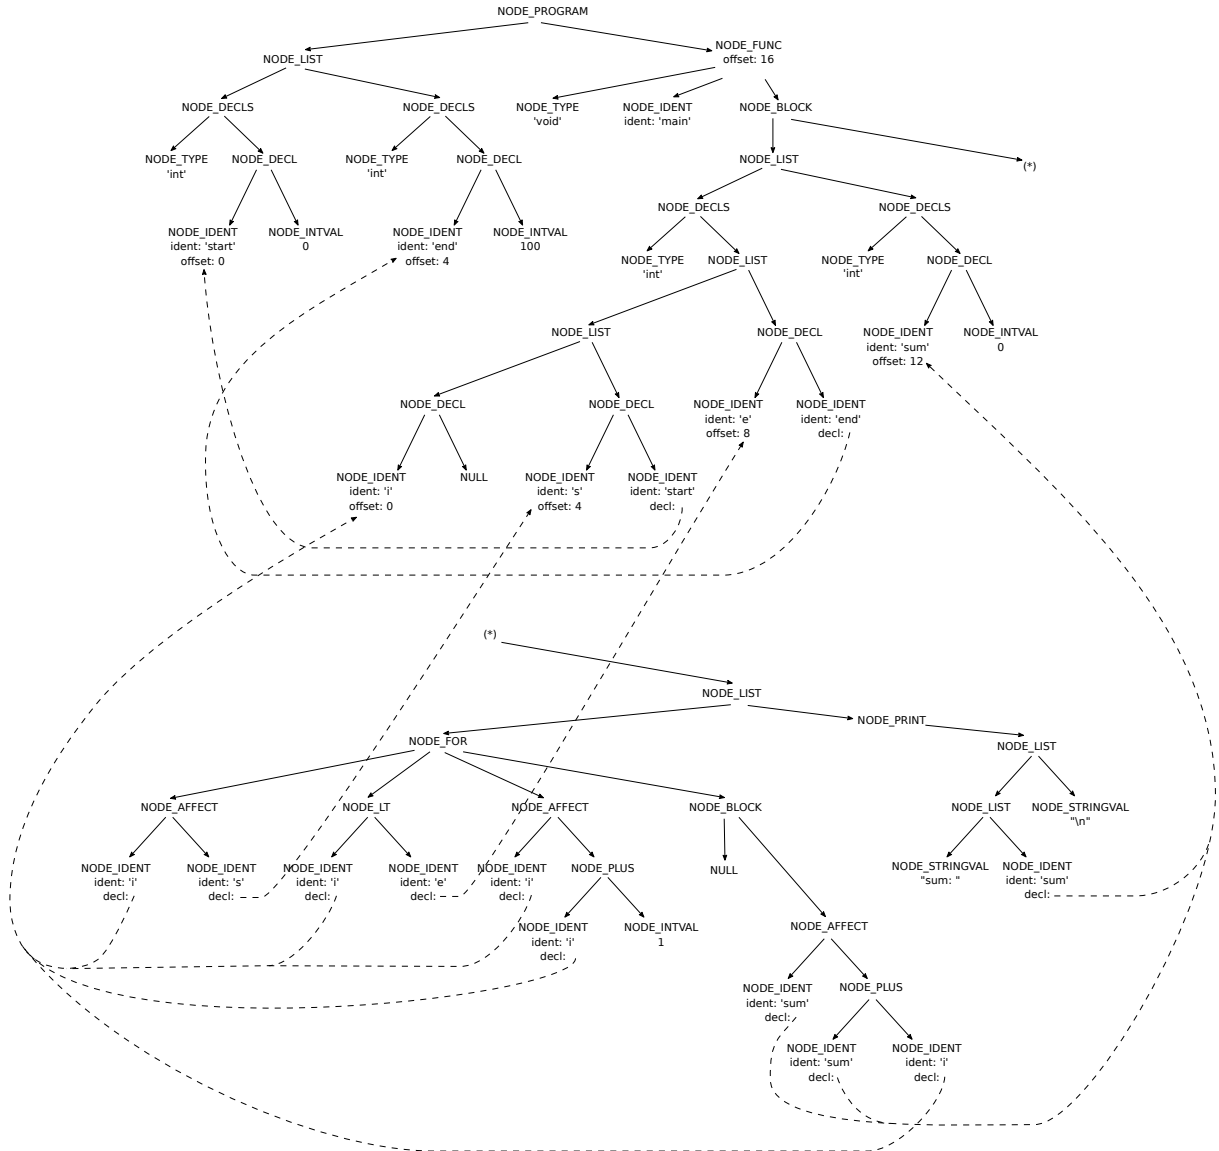 NODE_PROGRAM
NODE_LIST
NODE_FUNC
offset: 16
NODE_DECLS
NODE_DECLS
NODE_TYPE
'void'
NODE_IDENT
ident: 'main'
NODE_BLOCK
NODE_TYPE
'int'
NODE_DECL
NODE_TYPE
'int'
NODE_DECL
NODE_LIST
(*)
NODE_IDENT
ident: 'start'
offset: 0
NODE_INTVAL
0
NODE_IDENT
ident: 'end'
offset: 4
NODE_INTVAL
100
NODE_DECLS
NODE_DECLS
NODE_TYPE
'int'
NODE_LIST
NODE_TYPE
'int'
NODE_DECL
NODE_LIST
NODE_DECL
NODE_IDENT
ident: 'sum'
offset: 12
NODE_INTVAL
0
NODE_DECL
NODE_DECL
NODE_IDENT
ident: 'e'
offset: 8
NODE_IDENT
ident: 'end'
decl:
NODE_IDENT
ident: 'i'
offset: 0
NULL
NODE_IDENT
ident: 's'
offset: 4
NODE_IDENT
ident: 'start'
decl:
(*)
NODE_LIST
NODE_FOR
NODE_PRINT
NODE_LIST
NODE_AFFECT
NODE_LT
NODE_AFFECT
NODE_BLOCK
NODE_LIST
NODE_STRINGVAL
"\n"
NODE_IDENT
ident: 'i'
decl:
NODE_IDENT
ident: 's'
decl:
NODE_IDENT
ident: 'i'
decl:
NODE_IDENT
ident: 'e'
decl:
NODE_IDENT
ident: 'i'
decl:
NODE_PLUS
NULL
NODE_STRINGVAL
"sum: "
NODE_IDENT
ident: 'sum'
decl:
NODE_IDENT
ident: 'i'
decl:
NODE_INTVAL
1
NODE_AFFECT
NODE_IDENT
ident: 'sum'
decl:
NODE_PLUS
NODE_IDENT
ident: 'sum'
decl:
NODE_IDENT
ident: 'i'
decl: